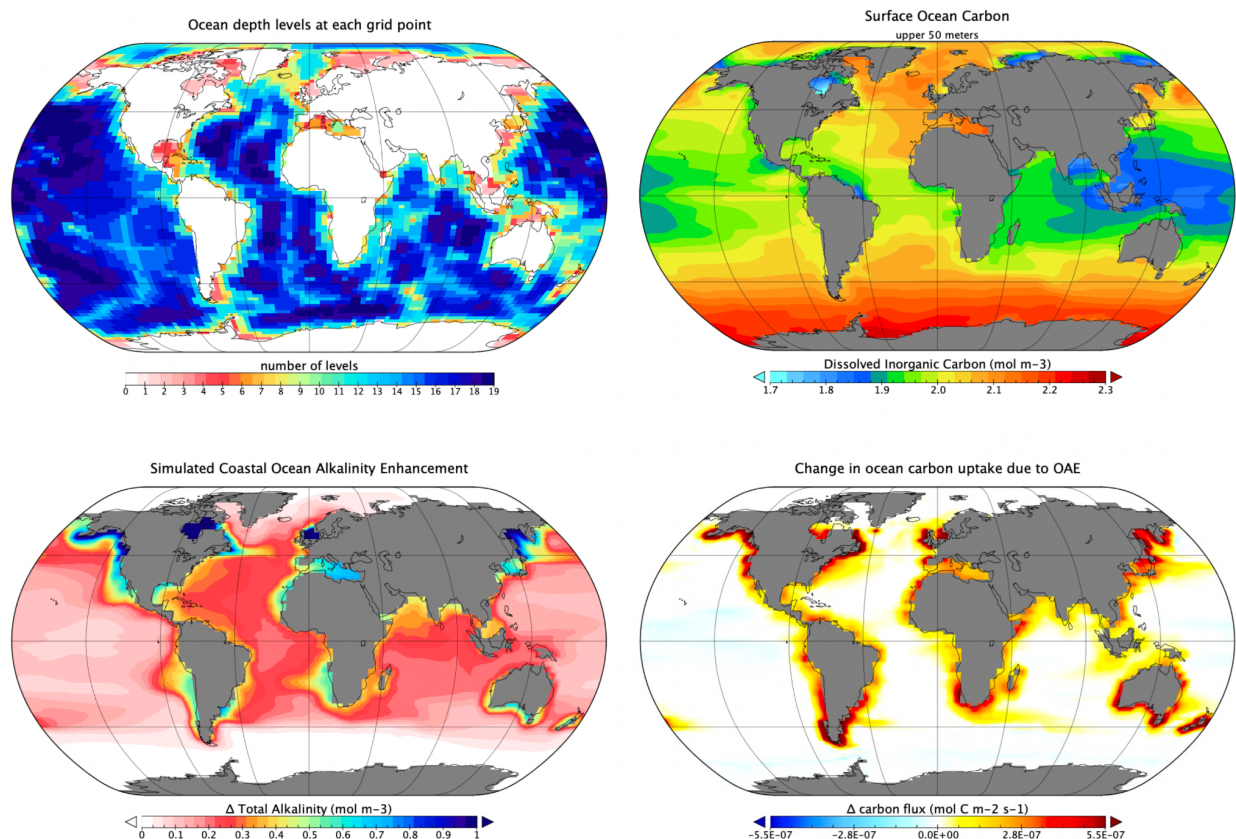 Ocean depth levels at each grid point
number of levels
0 1 2 3 4 5 6 7 8 9 10 11 12 13 14 15 16 17 18 19
Surface Ocean Carbon
upper 50 meters
Dissolved Inorganic Carbon (mol m-3)
1.7 1.8 1.9 2.0 2.1 2.2 2.3
Simulated Coastal Ocean Alkalinity Enhancement
Δ Total Alkalinity (mol m-3)
0 0.1 0.2 0.3 0.4 0.5 0.6 0.7 0.8 0.9 1
Change in ocean carbon uptake due to OAE
Δ carbon flux (mol C m-2 s-1)
-5.5E-07 -2.8E-07 0.0E+00 2.8E-07 5.5E-07